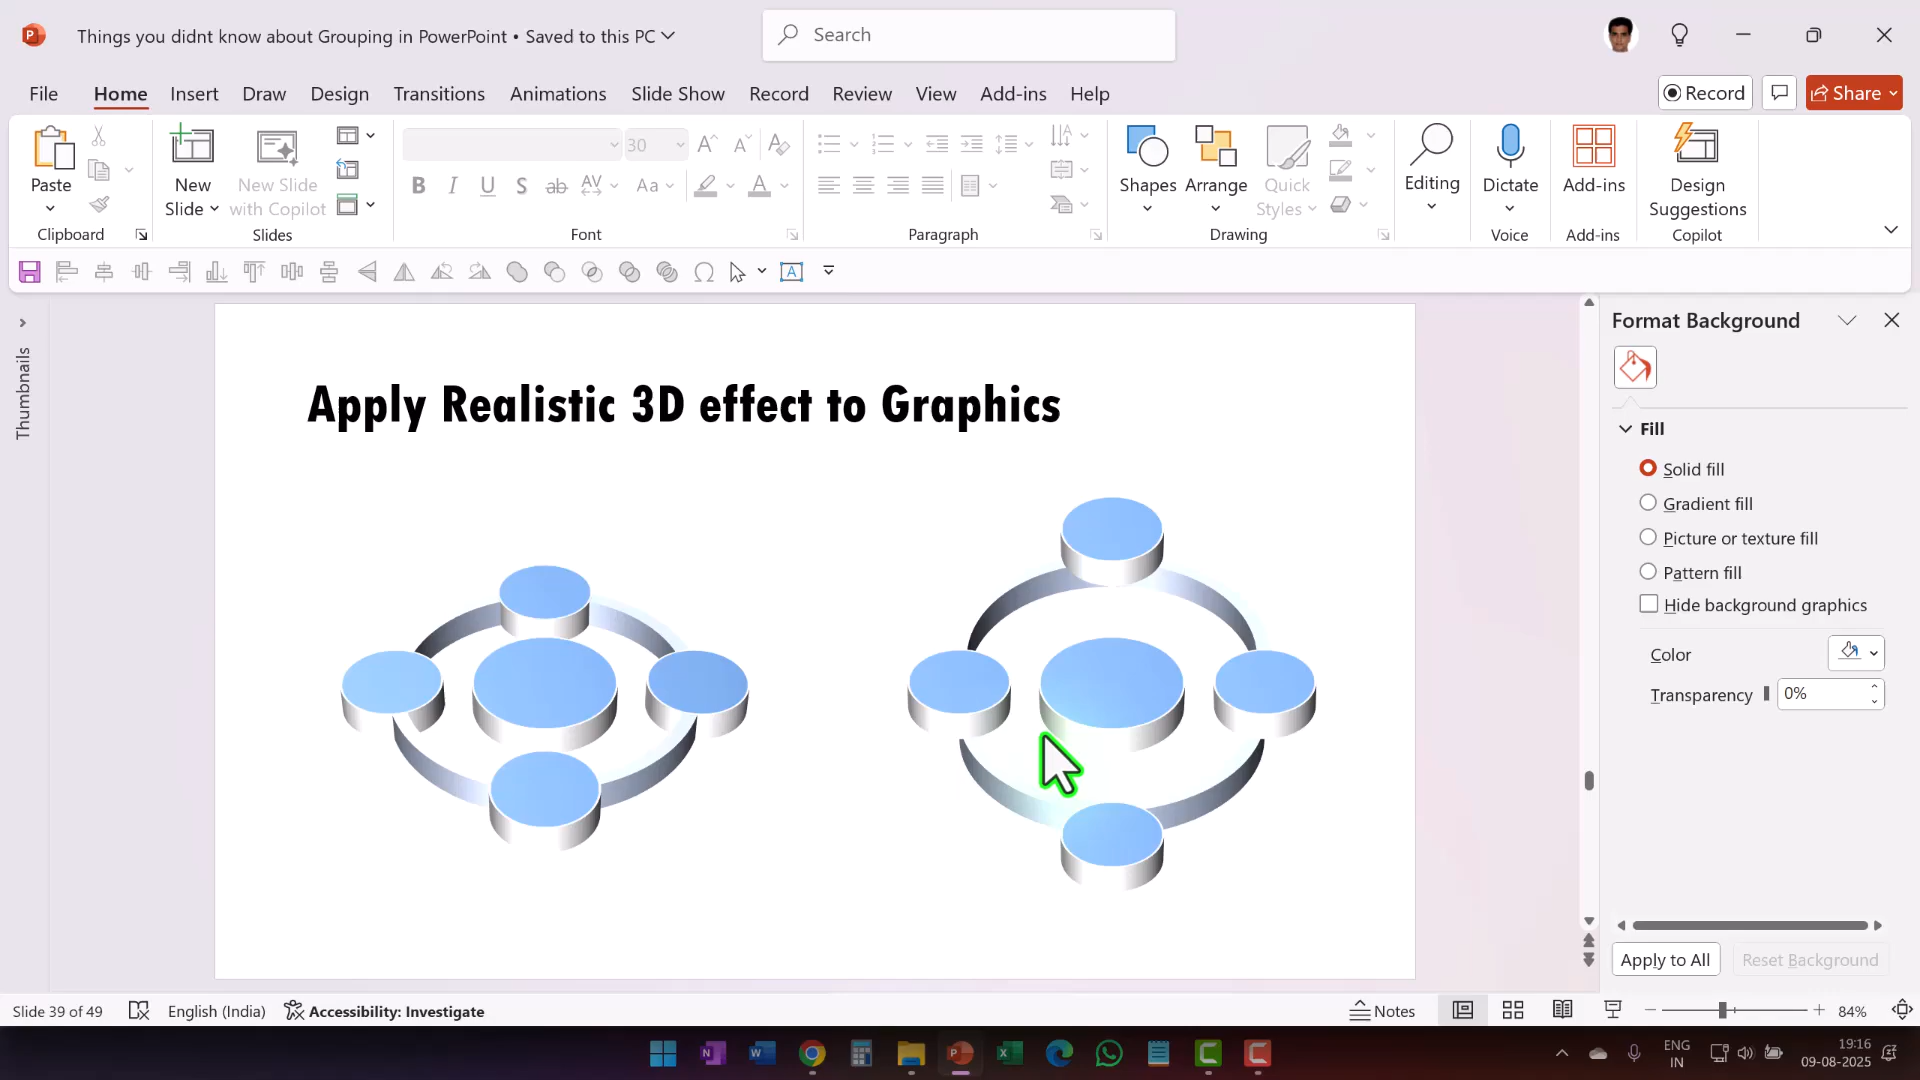 Things you didnt know about Grouping in PowerPoint • Saved to this PC
Search
File Home Insert Draw Design Transitions Animations Slide Show Record Review View Add-ins Help
Record
Share
Paste
New Slide
New Slide with Copilot
30
B I U S ab AV Aa A
Shapes
Arrange
Quick Styles
Editing
Dictate
Add-ins
Design Suggestions
Clipboard
Slides
Font
Paragraph
Drawing
Voice
Add-ins
Copilot
Thumbnails
Apply Realistic 3D effect to Graphics
Format Background
Fill
Solid fill
Gradient fill
Picture or texture fill
Pattern fill
Hide background graphics
Color
Transparency 0%
Apply to All
Reset Background
Slide 39 of 49
English (India)
Accessibility: Investigate
Notes
84%
ENG
IN
19:16
09-08-2025